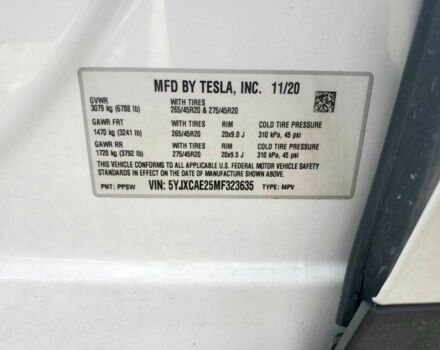 MFD BY TESLA, INC. 11/20
GVWR WITH TIRES
3079 kg (6788 lb) 265/45R20 & 275/45R20
GAWR FRT WITH TIRES RIM COLD TIRE PRESSURE
1470 kg (3241 lb) 265/45R20 20x9.0 J 310 kPa, 45 psi
GAWR RR WITH TIRES RIM COLD TIRE PRESSURE
1720 kg (3792 lb) 275/45R20 20x9.5 J 310 kPa, 45 psi
THIS VEHICLE CONFORMS TO ALL APPLICABLE U.S. FEDERAL MOTOR VEHICLE SAFETY
STANDARDS IN EFFECT ON THE DATE OF MANUFACTURE SHOWN ABOVE.
PNT: PPSW VIN: 5YJXCAE25MF323635 TYPE: MPV